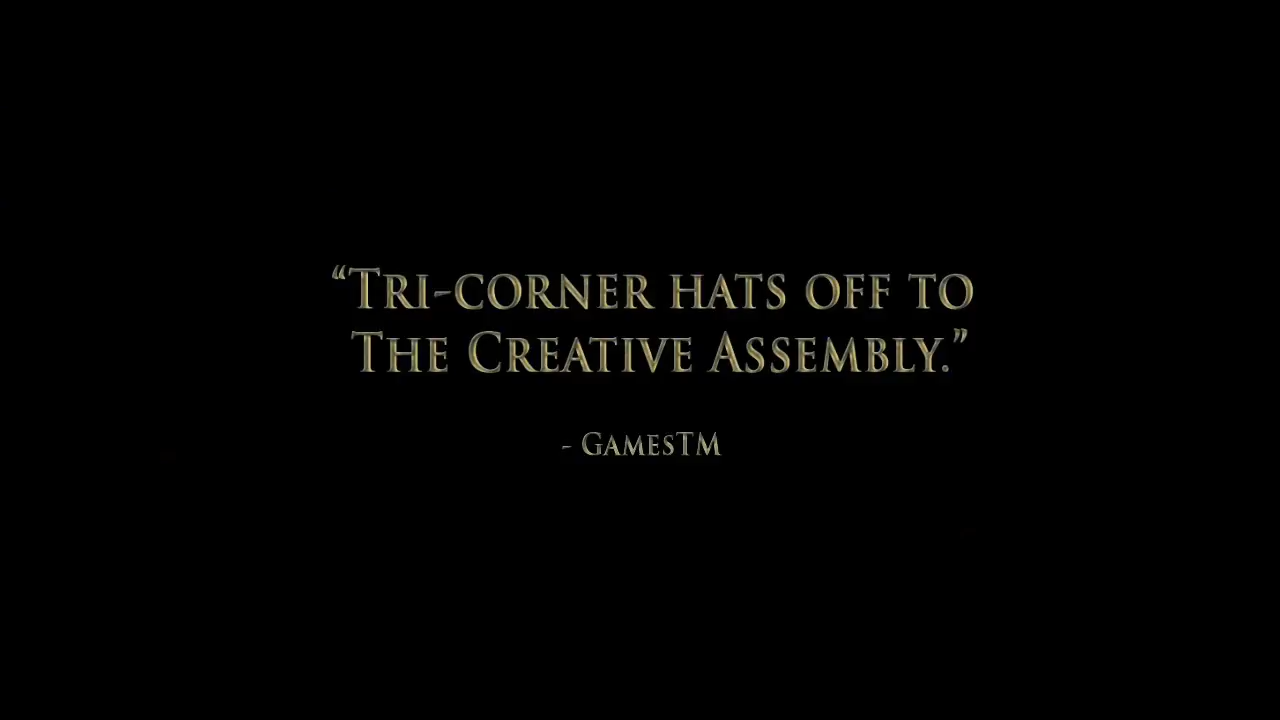 “Tri-corner hats off to
The Creative Assembly.”
- GamesTM